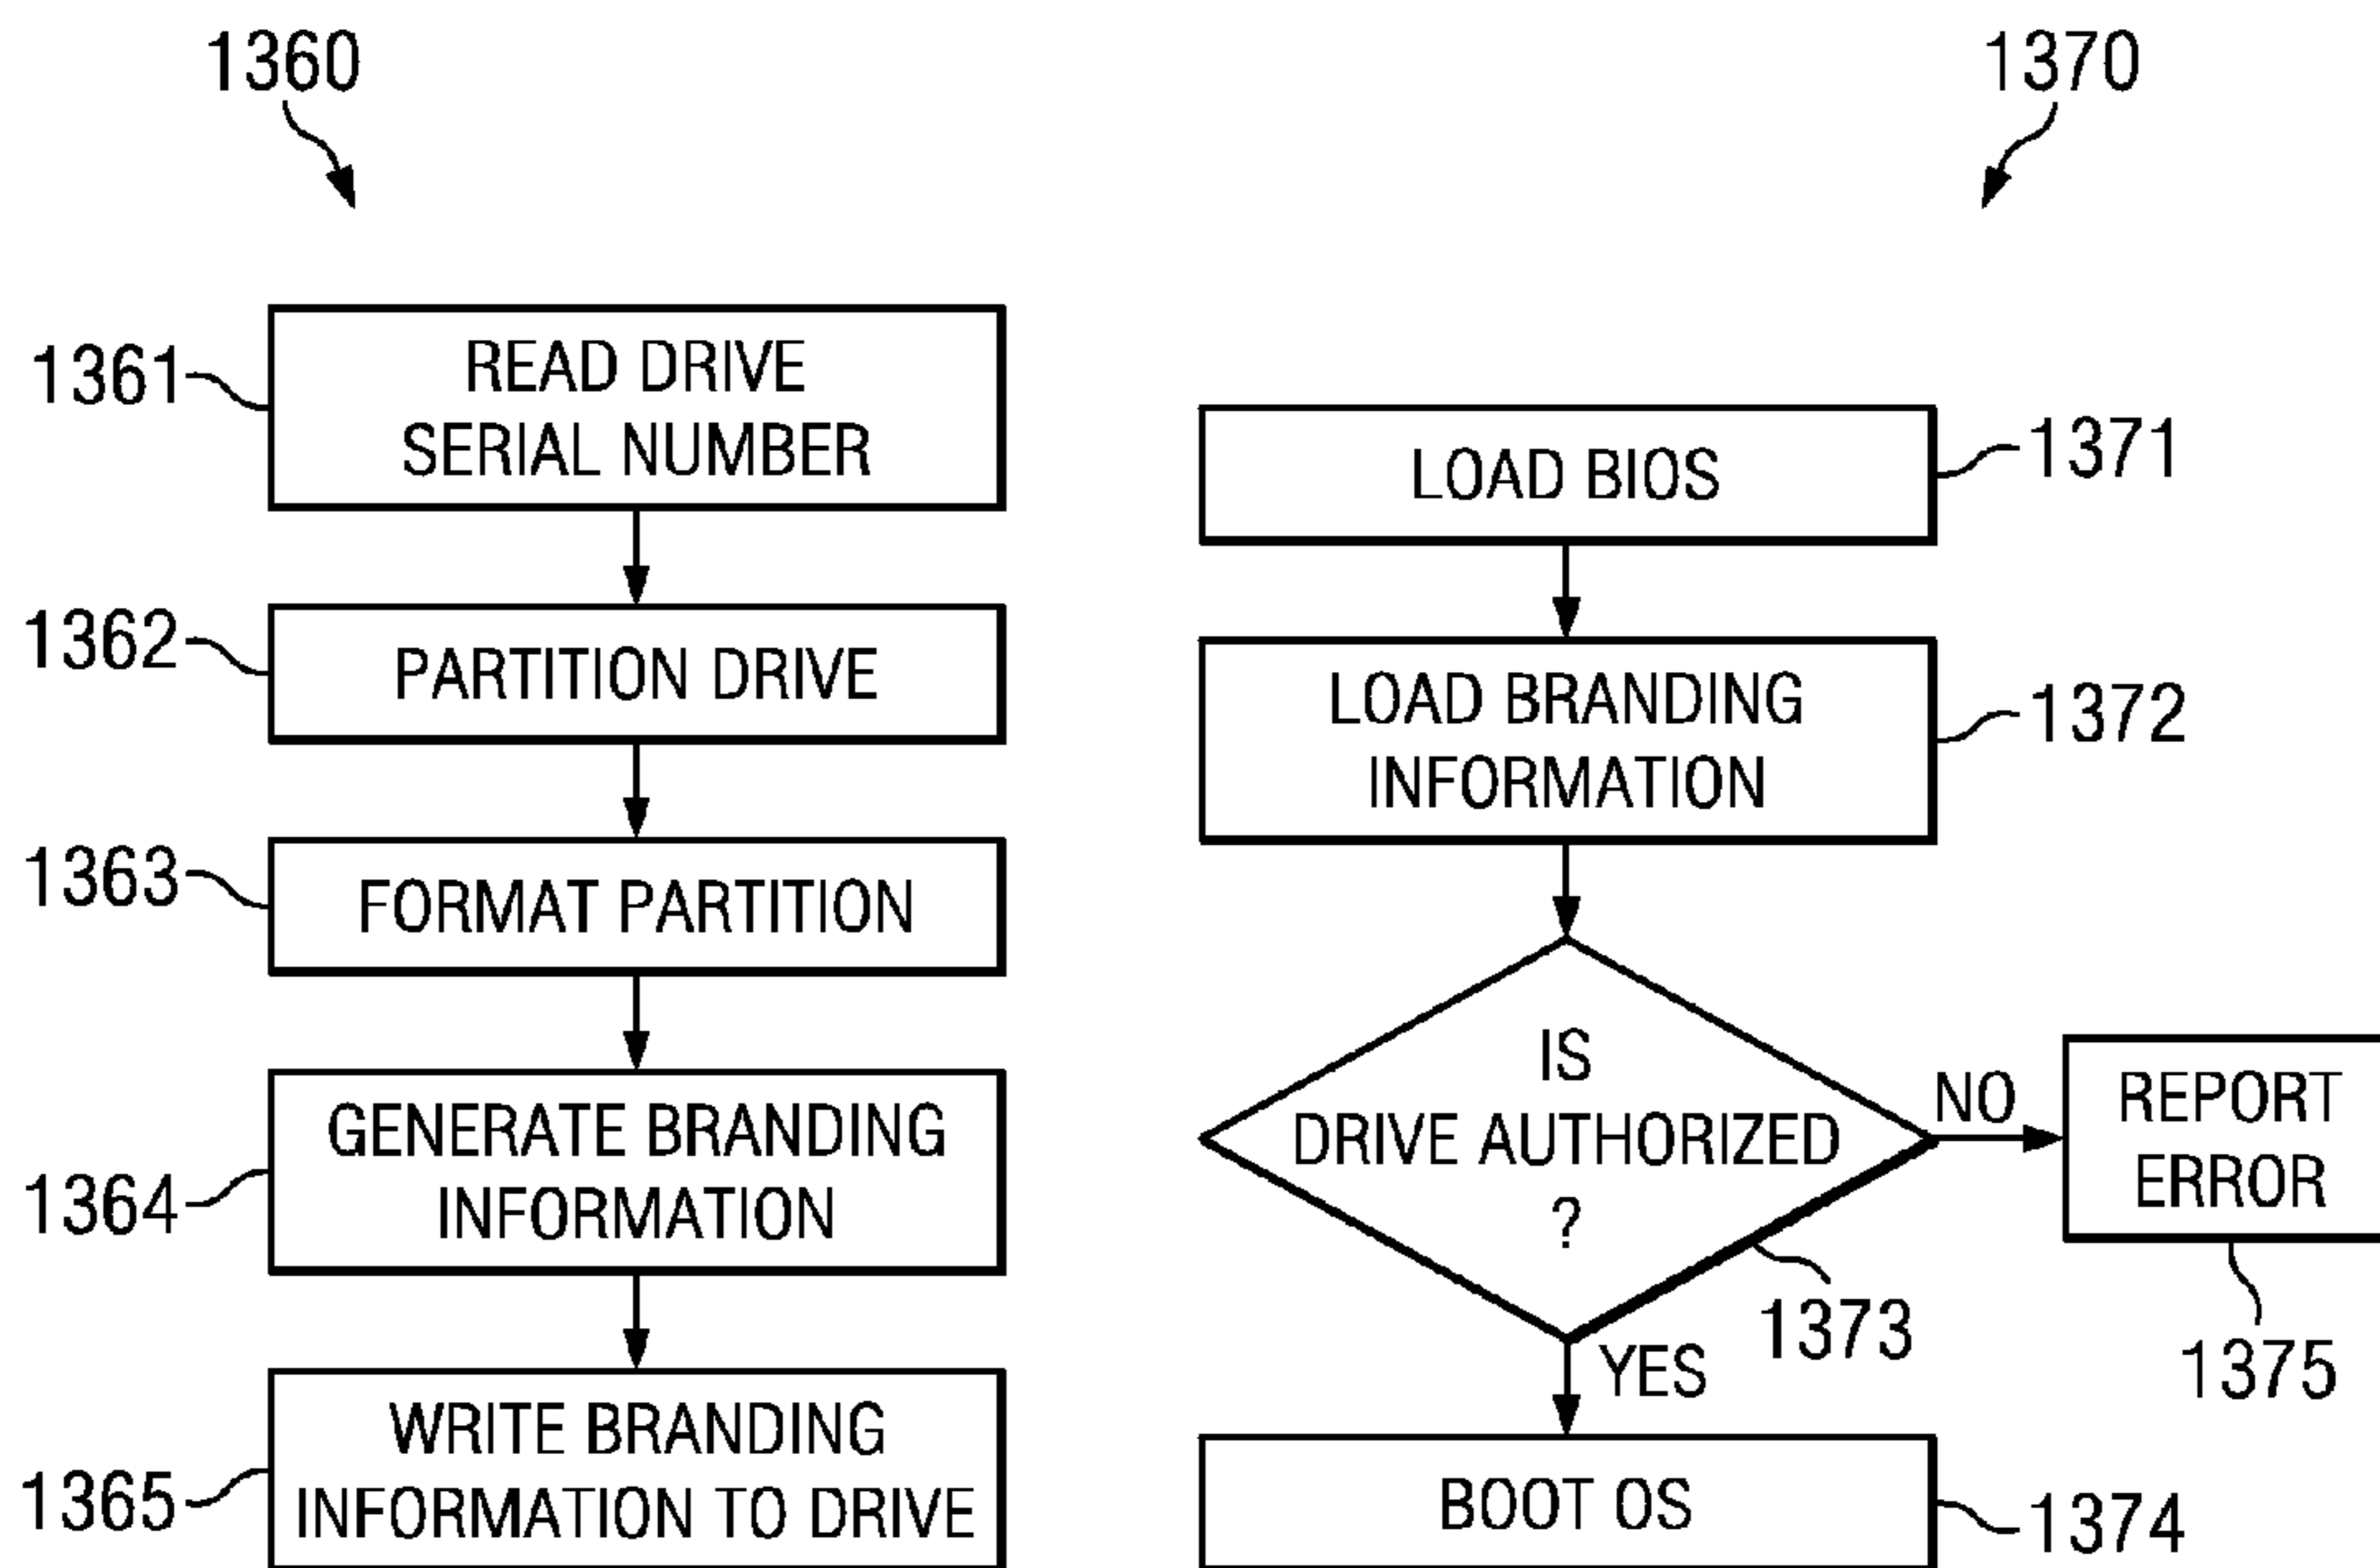 1360
1361
READ DRIVE
SERIAL NUMBER
1362
PARTITION DRIVE
1363
FORMAT PARTITION
1364
GENERATE BRANDING
INFORMATION
1365
WRITE BRANDING
INFORMATION TO DRIVE
1370
LOAD BIOS
1371
LOAD BRANDING
INFORMATION
1372
IS
DRIVE AUTHORIZED
?
1373
NO
REPORT
ERROR
1375
YES
BOOT OS
1374